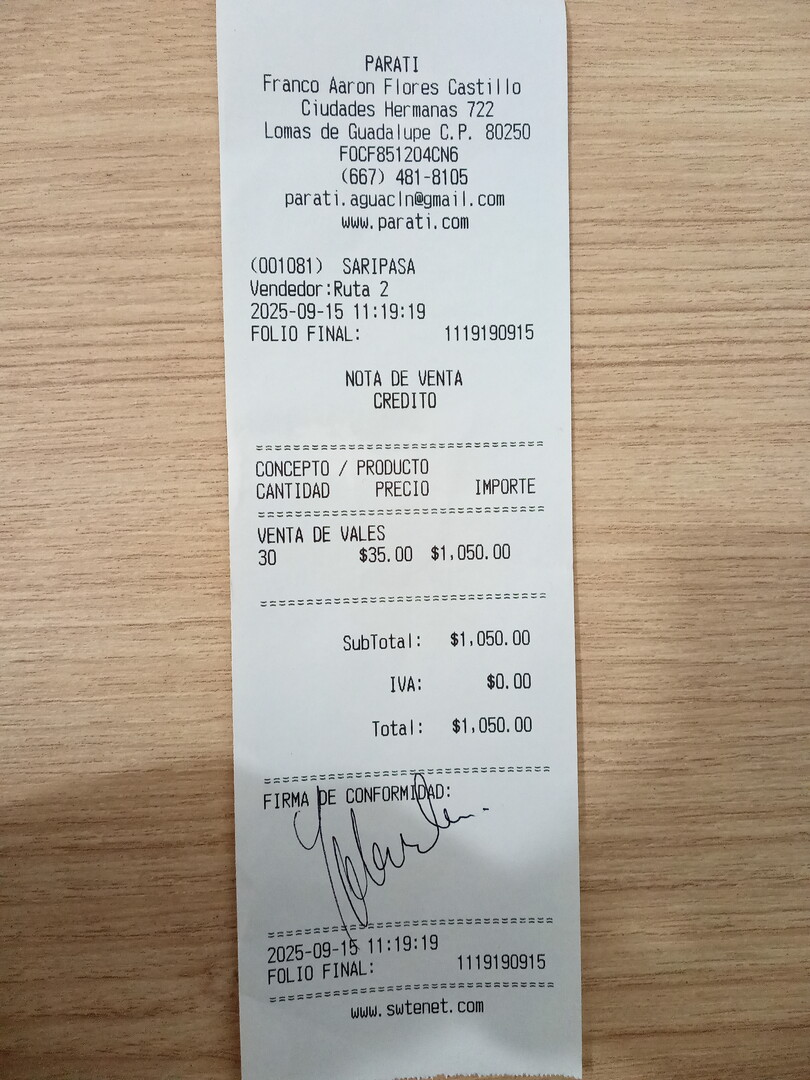 PARATI
Franco Aaron Flores Castillo
Ciudades Hermanas 722
Lomas de Guadalupe C.P. 80250
FOCF851204CN6
(667) 481-8105
parati.aguacln@gmail.com
www.parati.com
(001081) SARIPASA
Vendedor:Ruta 2
2025-09-15 11:19:19
FOLIO FINAL: 1119190915
NOTA DE VENTA
CREDITO
CONCEPTO / PRODUCTO
CANTIDAD PRECIO IMPORTE
VENTA DE VALES
30 $35.00 $1,050.00
SubTotal: $1,050.00
IVA: $0.00
Total: $1,050.00
FIRMA DE CONFORMIDAD:
2025-09-15 11:19:19
FOLIO FINAL: 1119190915
www.swtenet.com